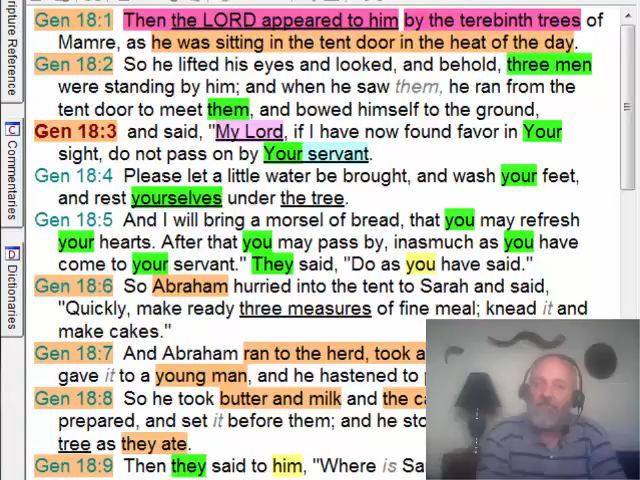 Gen 18:1 Then the LORD appeared to him by the terebinth trees of
Mamre, as he was sitting in the tent door in the heat of the day.
Gen 18:2 So he lifted his eyes and looked, and behold, three men
were standing by him; and when he saw them, he ran from the
tent door to meet them, and bowed himself to the ground,
Gen 18:3 and said, "My Lord, if I have now found favor in Your
sight, do not pass on by Your servant.
Gen 18:4 Please let a little water be brought, and wash your feet,
and rest yourselves under the tree.
Gen 18:5 And I will bring a morsel of bread, that you may refresh
your hearts. After that you may pass by, inasmuch as you have
come to your servant." They said, "Do as you have said."
Gen 18:6 So Abraham hurried into the tent to Sarah and said,
"Quickly, make ready three measures of fine meal; knead it and
make cakes."
Gen 18:7 And Abraham ran to the herd, took a
gave it to a young man, and he hastened to
Gen 18:8 So he took butter and milk and the
prepared, and set it before them; and he
tree as they ate.
Gen 18:9 Then they said to him, "Where is
ripture Reference
Commentaries
Dictionaries